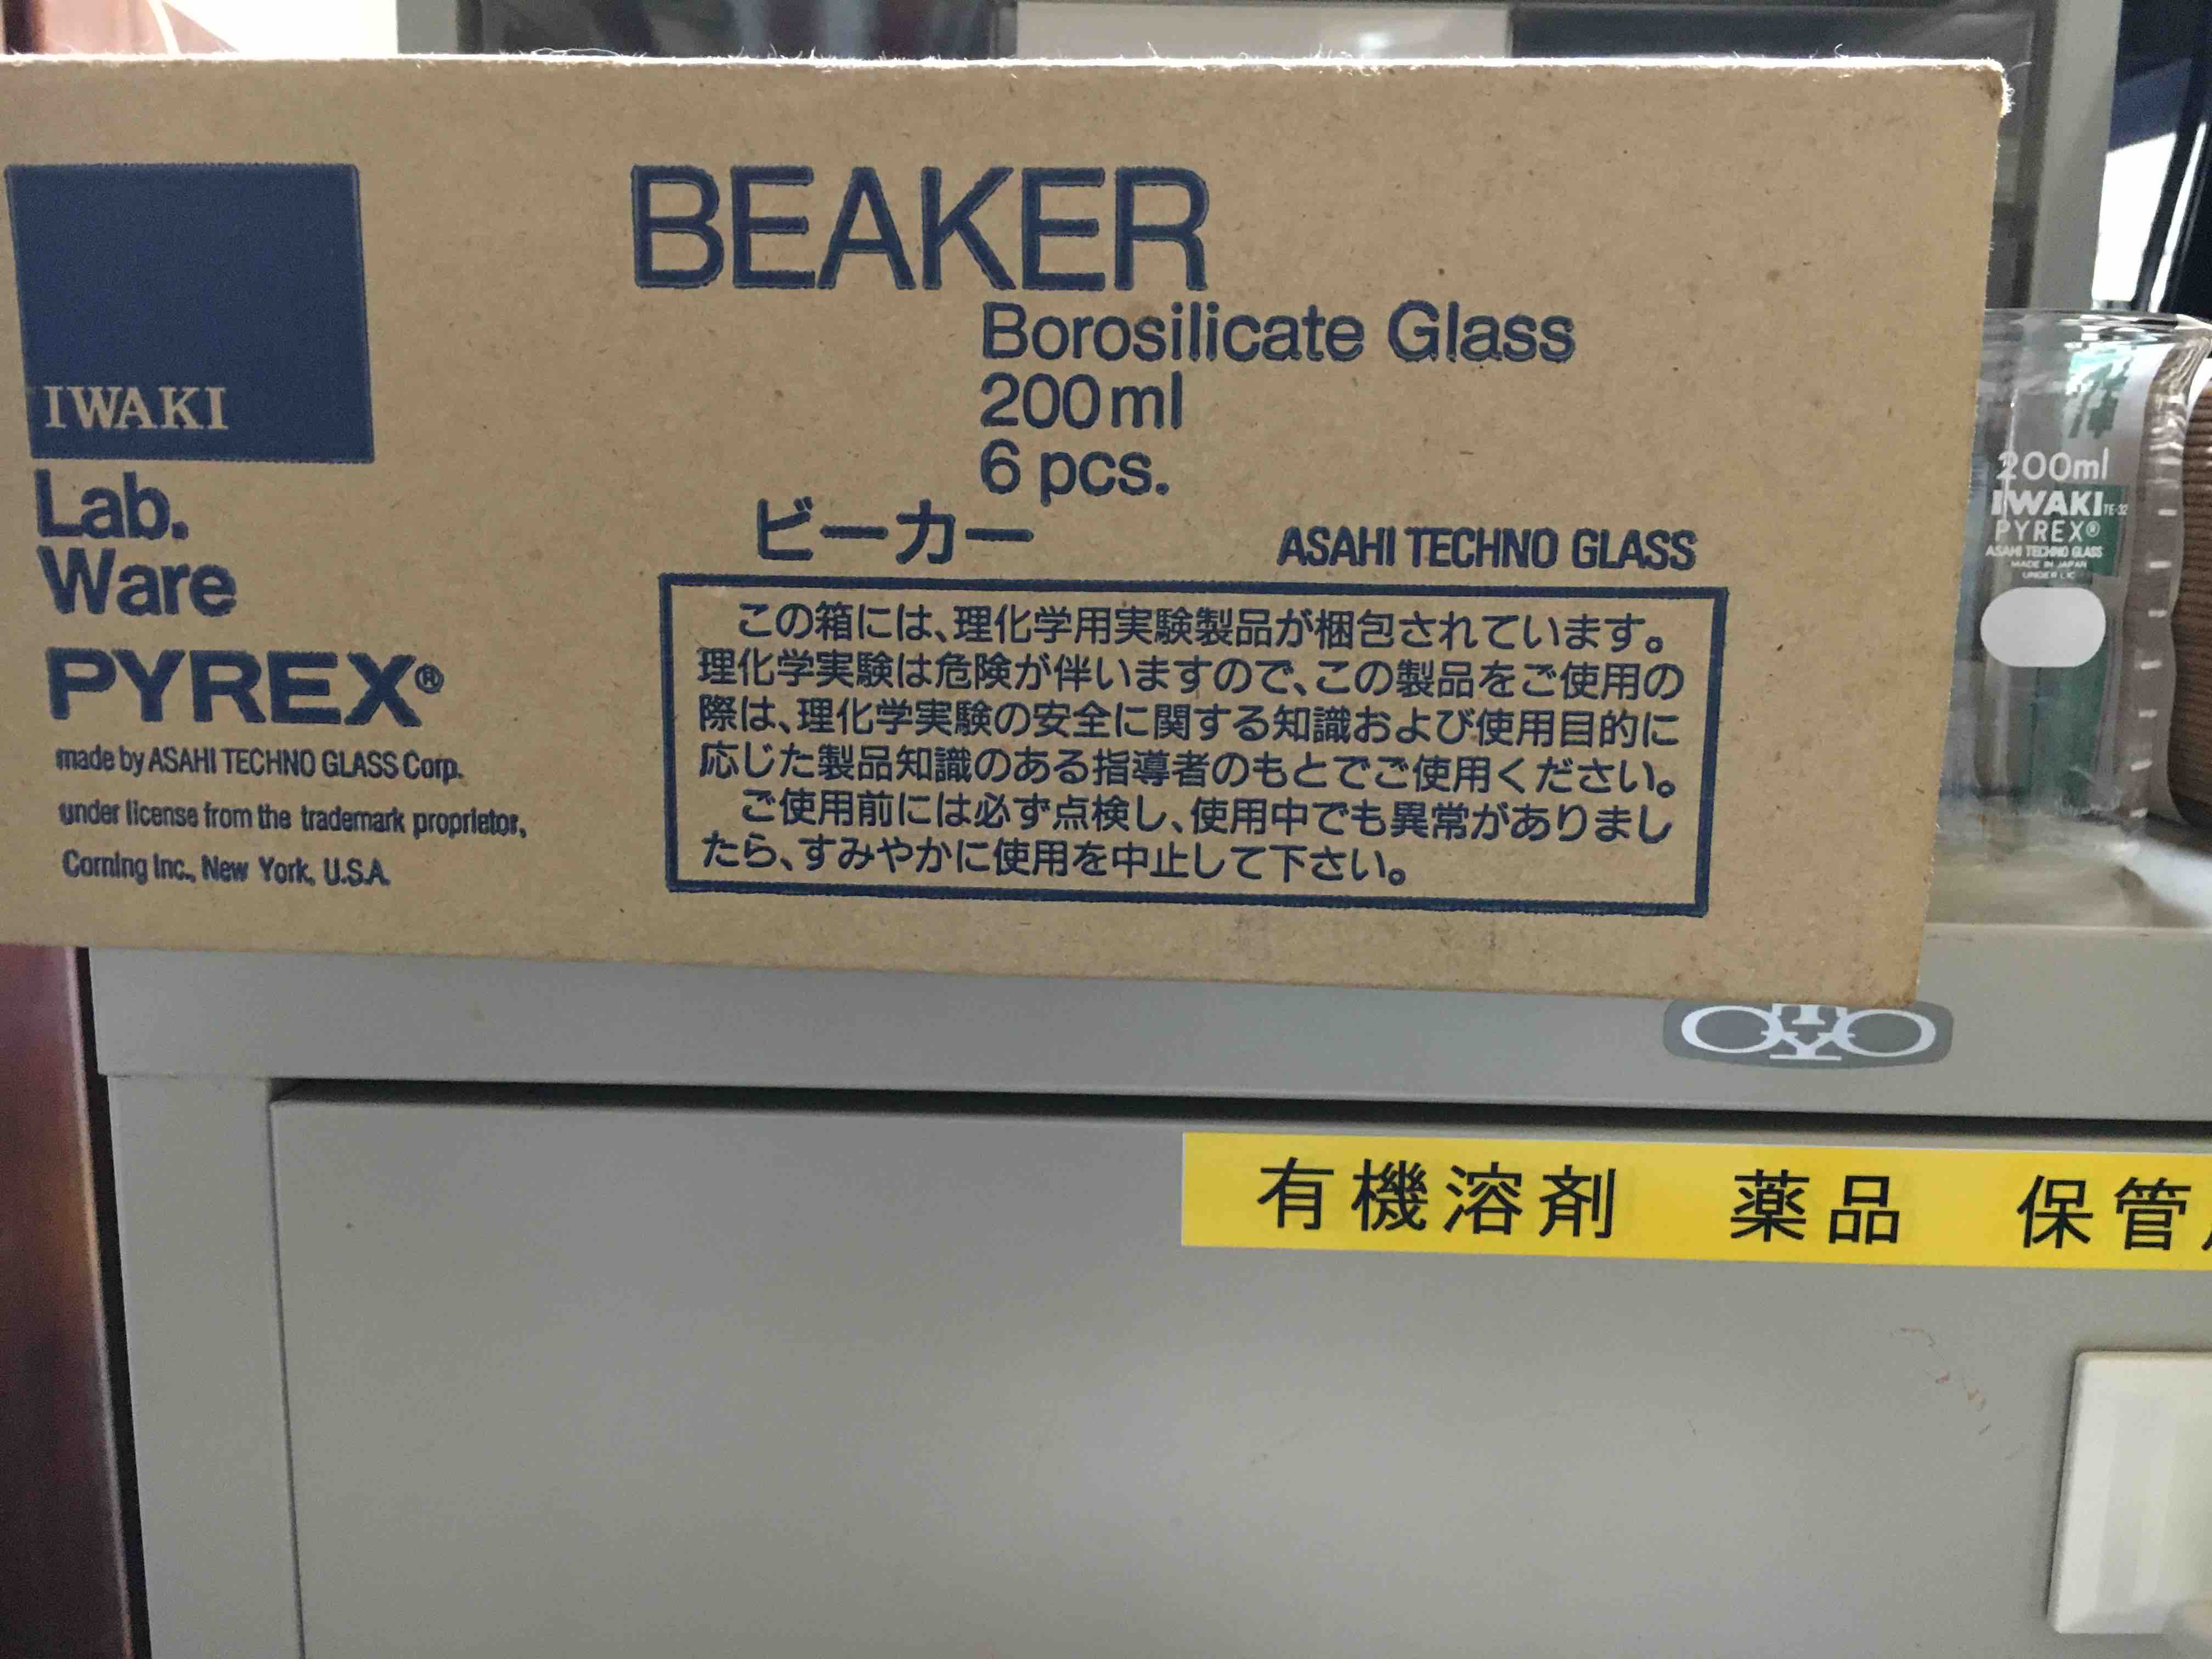 IWAKI
Lab.
Ware
PYREX®
made by ASAHI TECHNO GLASS Corp.
under license from the trademark proprietor,
Corning Inc., New York, U.S.A.
BEAKER
Borosilicate Glass
200ml
6 pcs.
ビーカー
ASAHI TECHNO GLASS
この箱には、理化学用実験製品が梱包されています。
理化学実験は危険が伴いますので、この製品をご使用の
際は、理化学実験の安全に関する知識および使用目的に
応じた製品知識のある指導者のもとでご使用ください。
ご使用前には必ず点検し、使用中でも異常がありまし
たら、すみやかに使用を中止して下さい。
200ml
IWAKI TE-32
PYREX®
ASAHI TECHNO GLASS
MADE IN JAPAN
UNDER LIC
TOYO
有機溶剤 薬品 保管